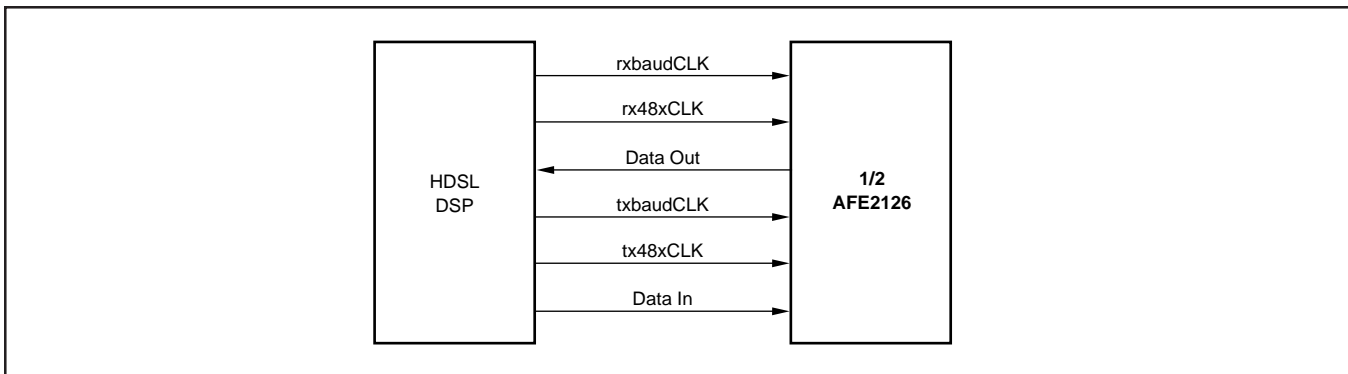 rxbaudCLK
rx48xCLK
Data Out
HDSL
DSP
1/2
AFE2126
txbaudCLK
tx48xCLK
Data In